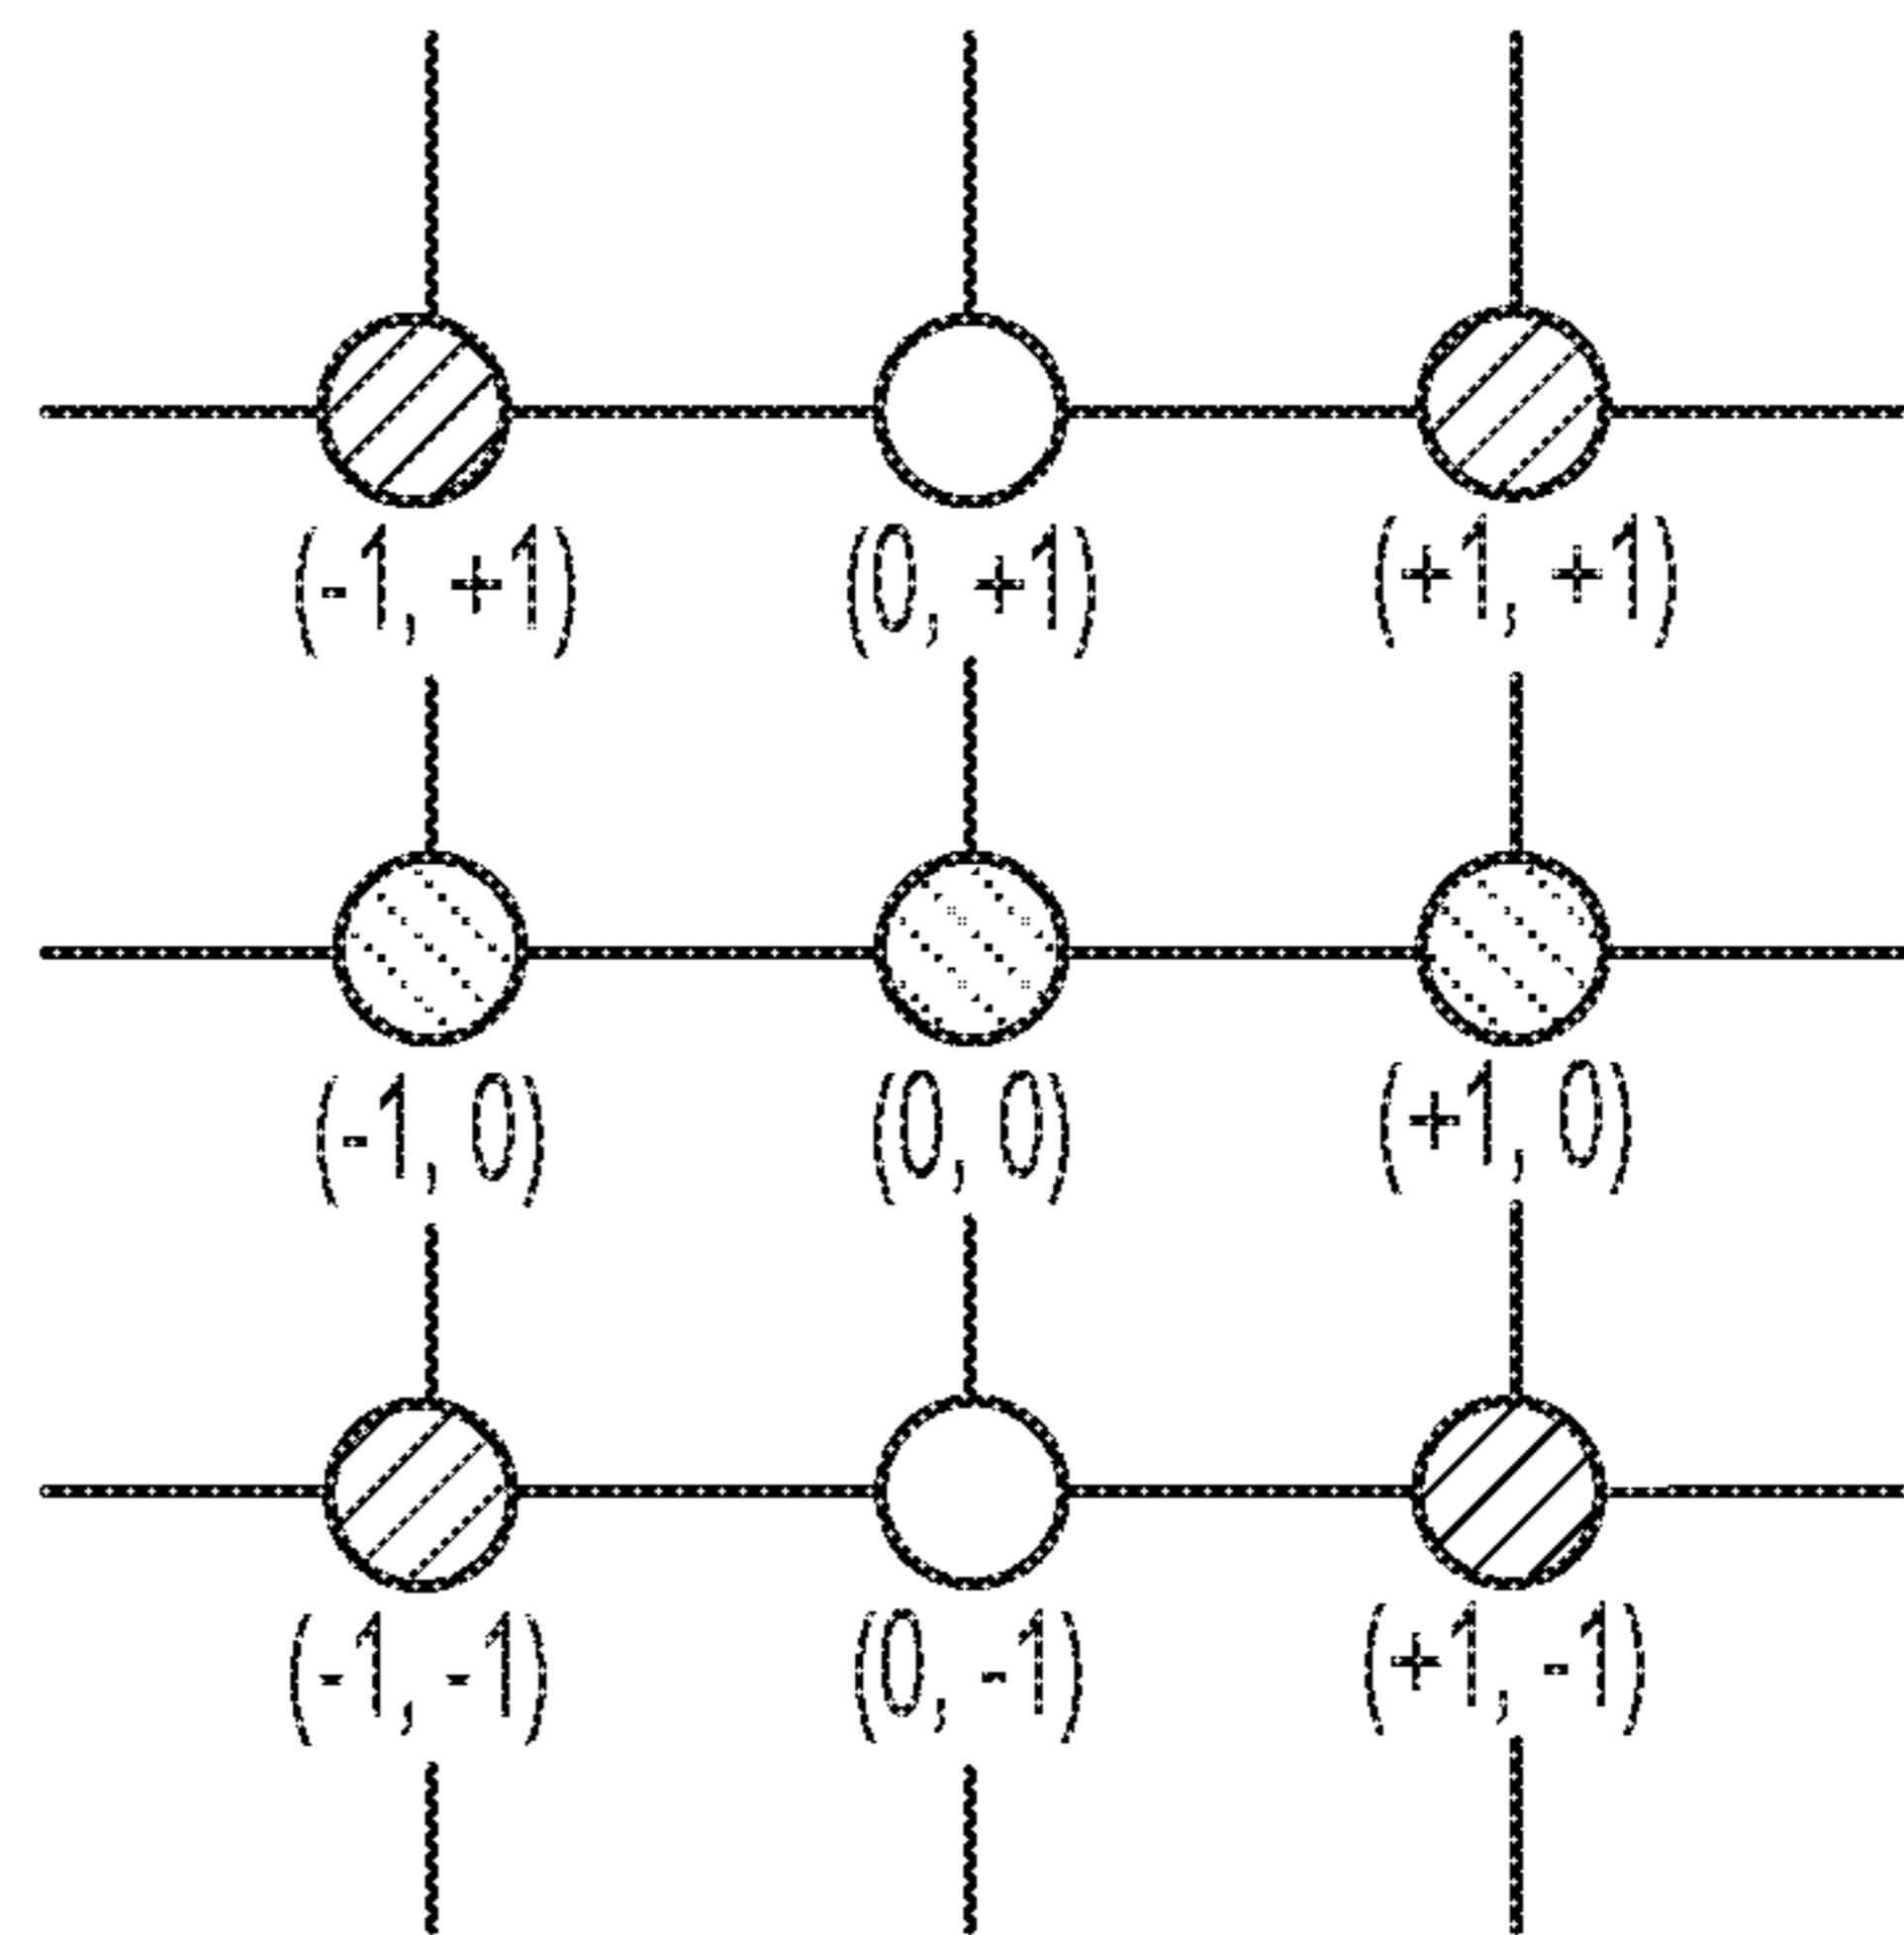 (-1, +1) (0, +1) (+1, +1)
(-1, 0) (0, 0) (+1, 0)
(-1, -1) (0, -1) (+1, -1)